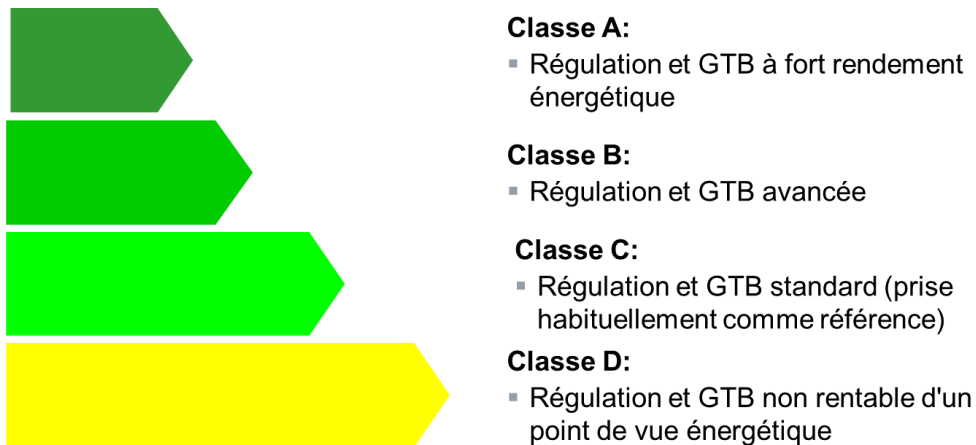 Classe A:
▪ Régulation et GTB à fort rendement
énergétique
Classe B:
▪ Régulation et GTB avancée
Classe C:
▪ Régulation et GTB standard (prise
habituellement comme référence)
Classe D:
▪ Régulation et GTB non rentable d'un
point de vue énergétique